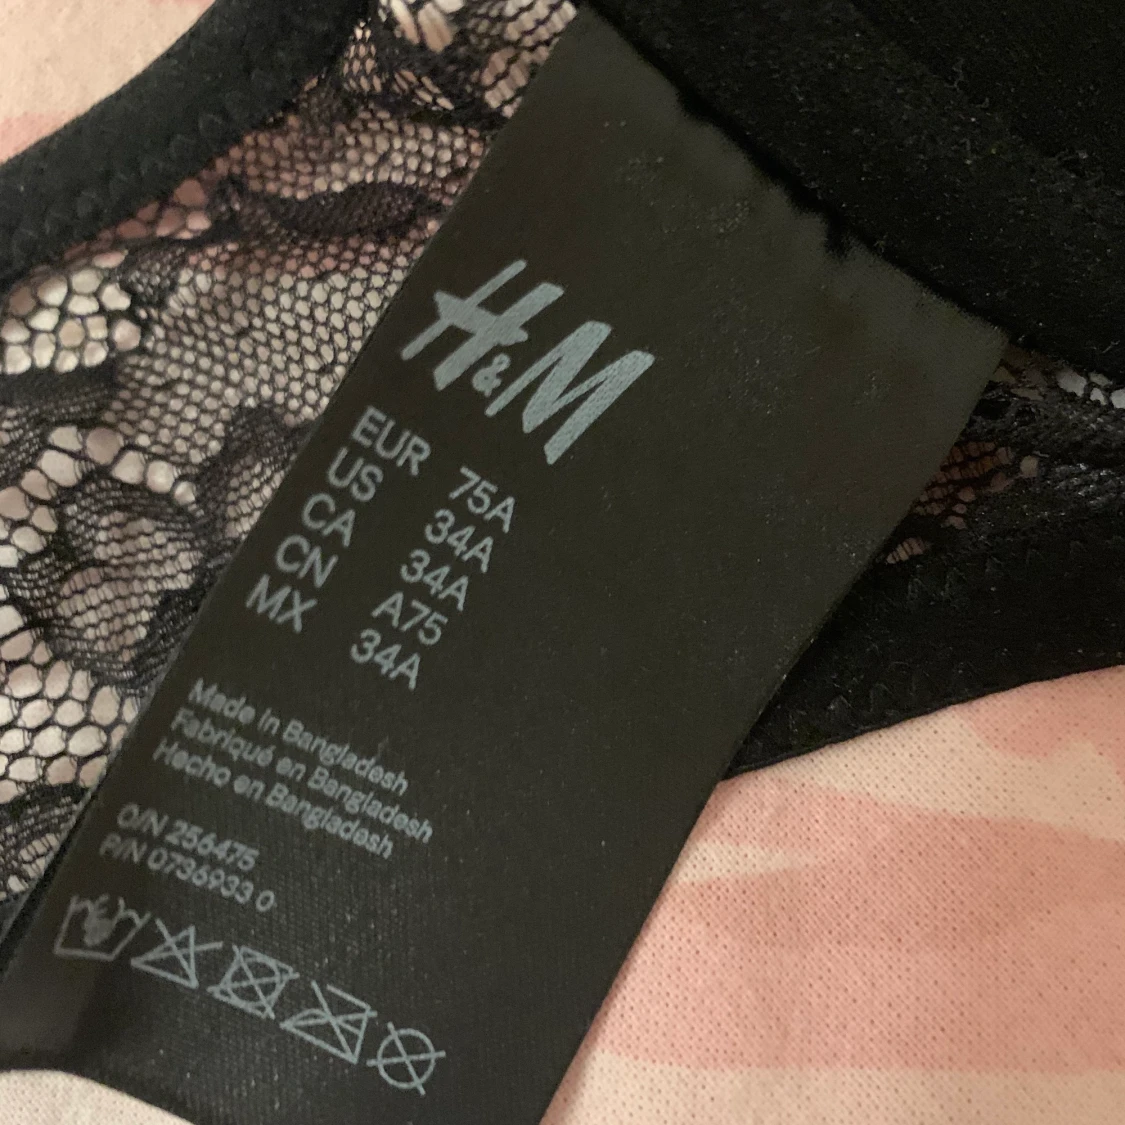 H&M
EUR 75A
US 34A
CA 34A
CN A75
MX 34A
Made in Bangladesh
Fabriqué en Bangladesh
Hecho en Bangladesh
O/N 256475
P/N 0736933 0